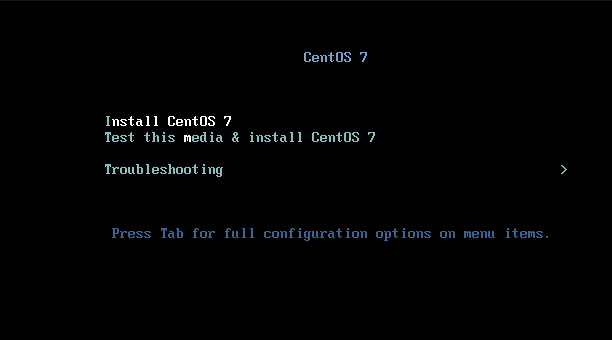 CentOS 7
Install CentOS 7
Test this media & install CentOS 7
Troubleshooting >
Press Tab for full configuration options on menu items.